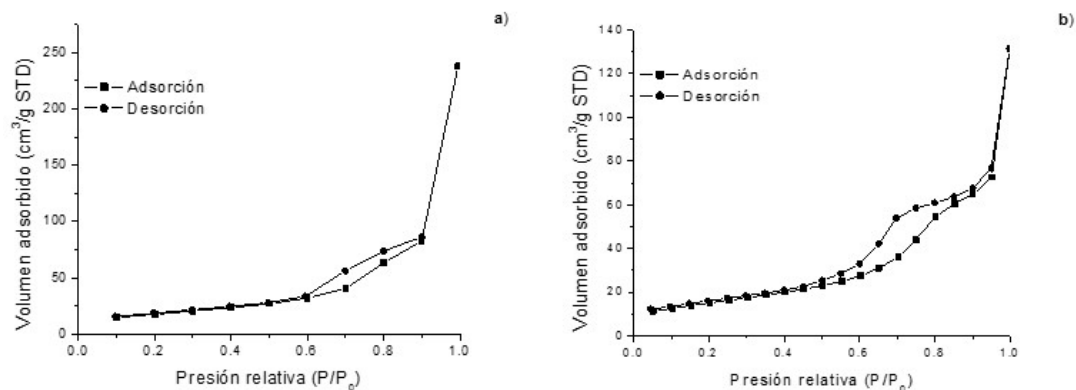 a)
Volumen adsorbido (cm³/g STD)
250
200
150
100
50
0
Adsorción
Desorción
0.0 0.2 0.4 0.6 0.8 1.0
Presión relativa (P/P₀)
b)
Volumen adsorbido (cm³/g STD)
140
120
100
80
60
40
20
0
Adsorción
Desorción
0.0 0.2 0.4 0.6 0.8 1.0
Presión relativa (P/P₀)